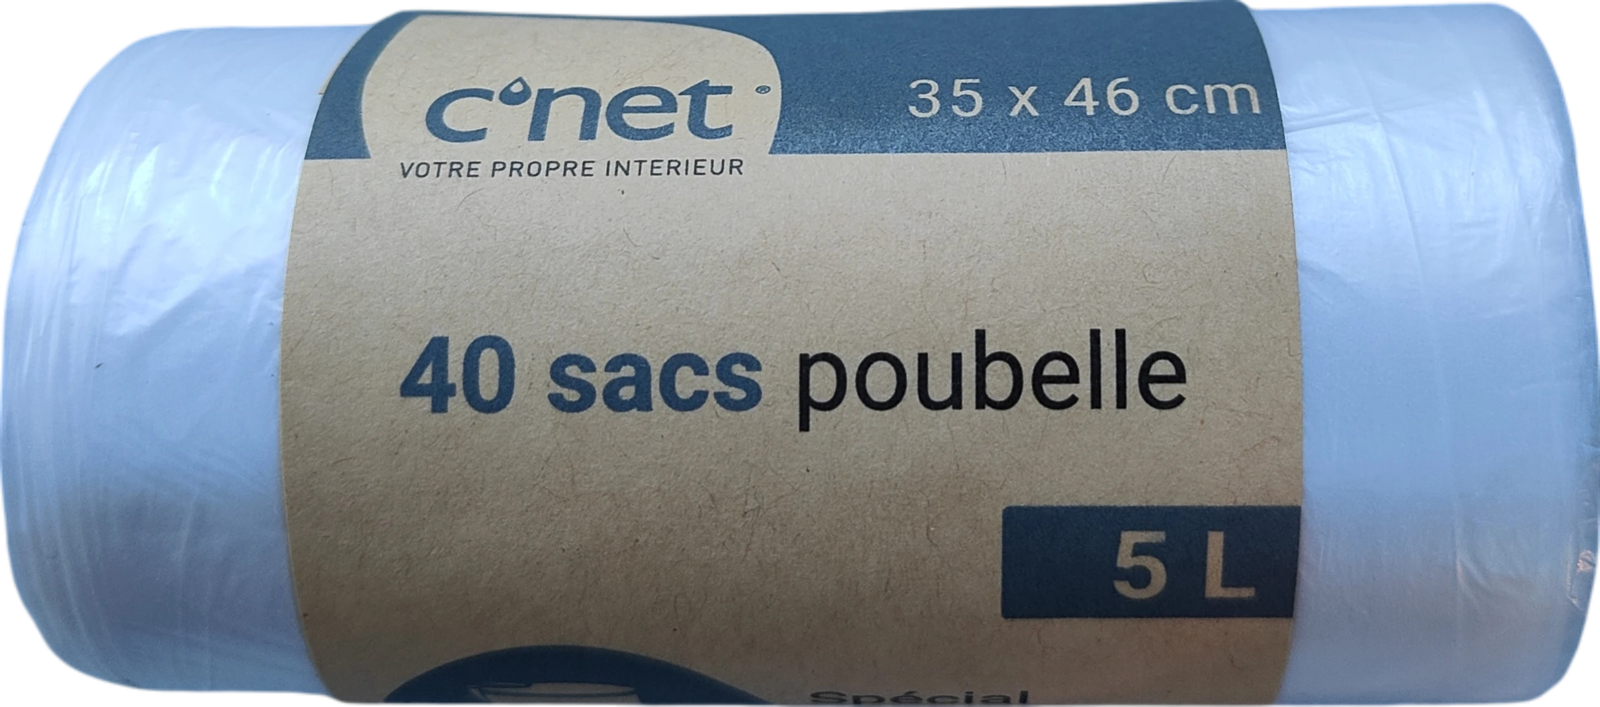 c'net®
35 x 46 cm
VOTRE PROPRE INTERIEUR
40 sacs poubelle
5 L
Spécial